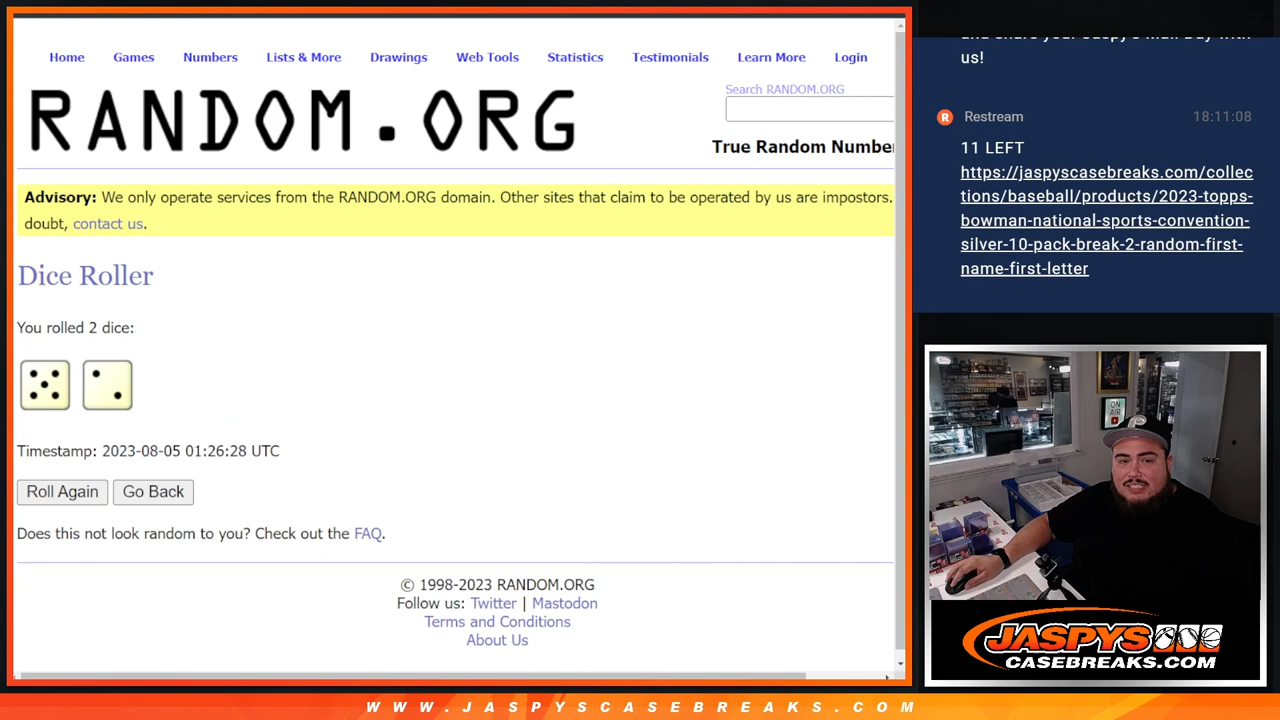 Home Games Numbers Lists & More Drawings Web Tools Statistics Testimonials Learn More Login
Search RANDOM.ORG
RANDOM.ORG
True Random Numbe
Advisory: We only operate services from the RANDOM.ORG domain. Other sites that claim to be operated by us are impostors.
doubt, contact us.
Dice Roller
You rolled 2 dice:
Timestamp: 2023-08-05 01:26:28 UTC
Roll Again Go Back
Does this not look random to you? Check out the FAQ.
© 1998-2023 RANDOM.ORG
Follow us: Twitter | Mastodon
Terms and Conditions
About Us
us!
R Restream 18:11:08
11 LEFT
https://jaspyscasebreaks.com/collec
tions/baseball/products/2023-topps-
bowman-national-sports-convention-
silver-10-pack-break-2-random-first-
name-first-letter
ON
AIR
JASPYS
CASEBREAKS.COM
WWW.JASPYSCASEBREAKS.COM